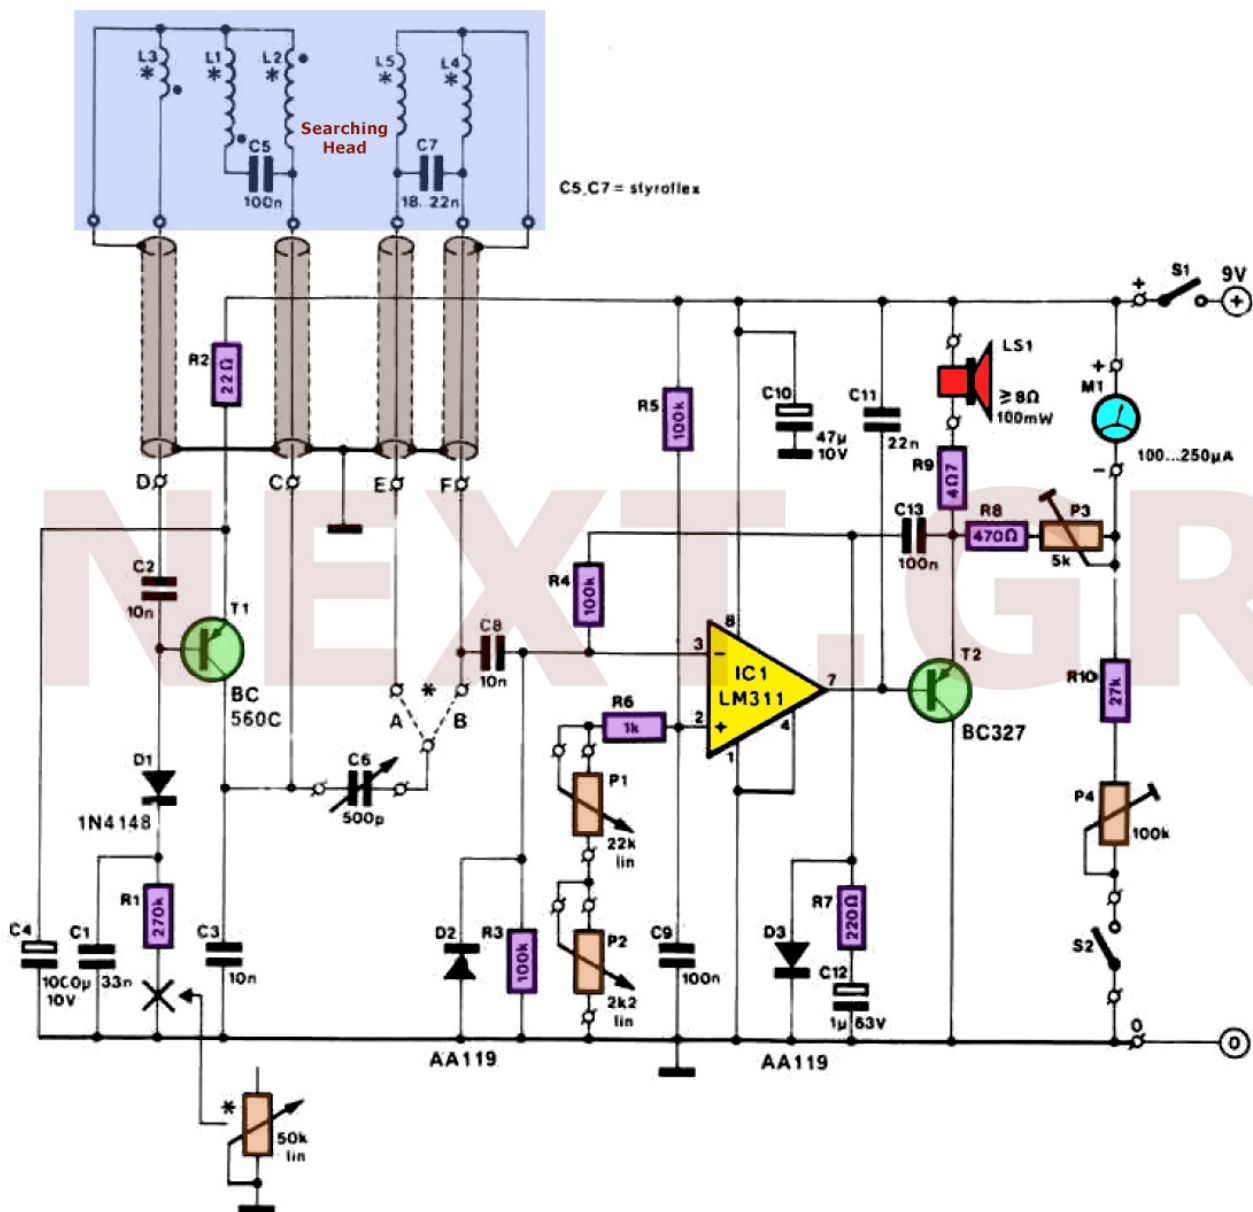 L3
*
L1
*
L2
*
L5
*
L4
*
Searching
Head
C5
100n
C7
18..22n
C5,C7 = styroflex
S1
9V
+
+
R2
22Ω
R5
100k
C10
47µ
10V
C11
22n
LS1
≥8Ω
100mW
+
M1
100...250µA
−
R9
4Ω7
D
C
E
F
C2
10n
T1
BC
560C
R4
100k
C13
100n
R8
470Ω
P3
5k
C8
10n
*
A
B
8
3
−
IC1
LM311
7
2
+
4
1
T2
BC327
R10
27k
R6
1k
D1
1N4148
C6
500p
P1
22k
lin
P4
100k
R1
270k
C4
1000µ
10V
C1
33n
C3
10n
D2
R3
100k
P2
2k2
lin
C9
100n
D3
R7
220Ω
C12
1µ 63V
S2
AA119
AA119
0
0
*
50k
lin
NEXT.GR